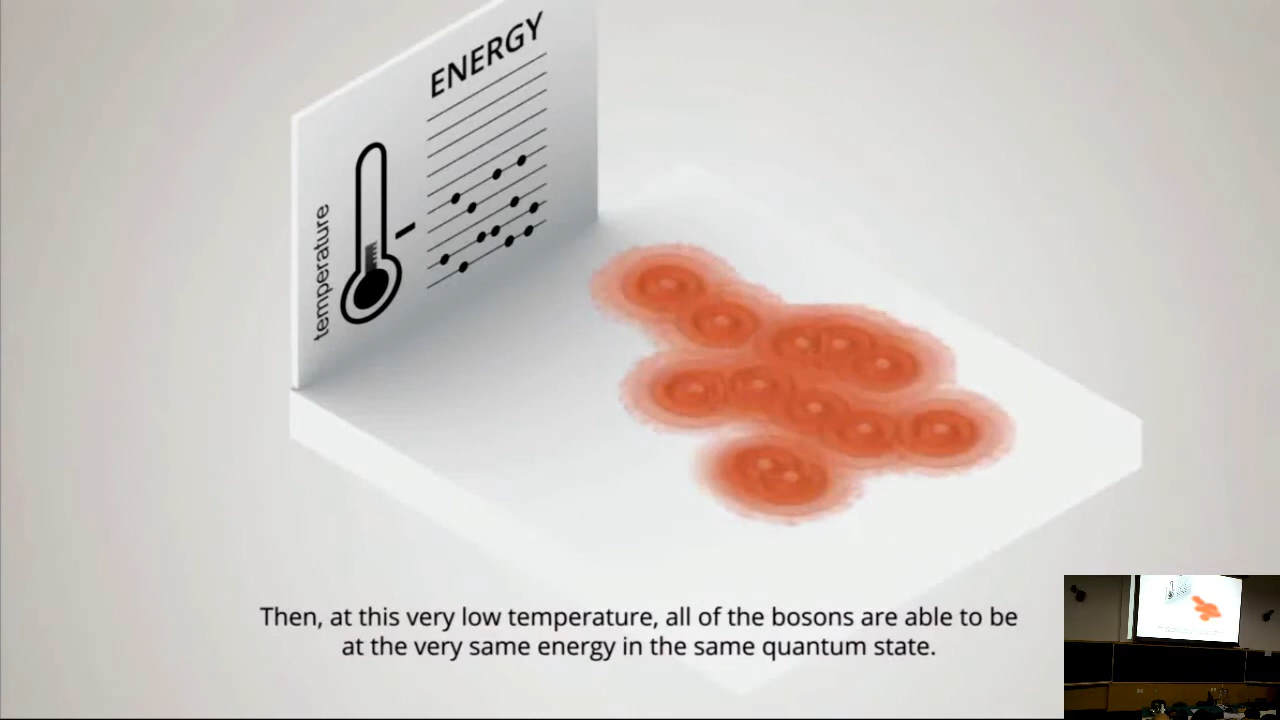 ENERGY
temperature
Then, at this very low temperature, all of the bosons are able to be
at the very same energy in the same quantum state.